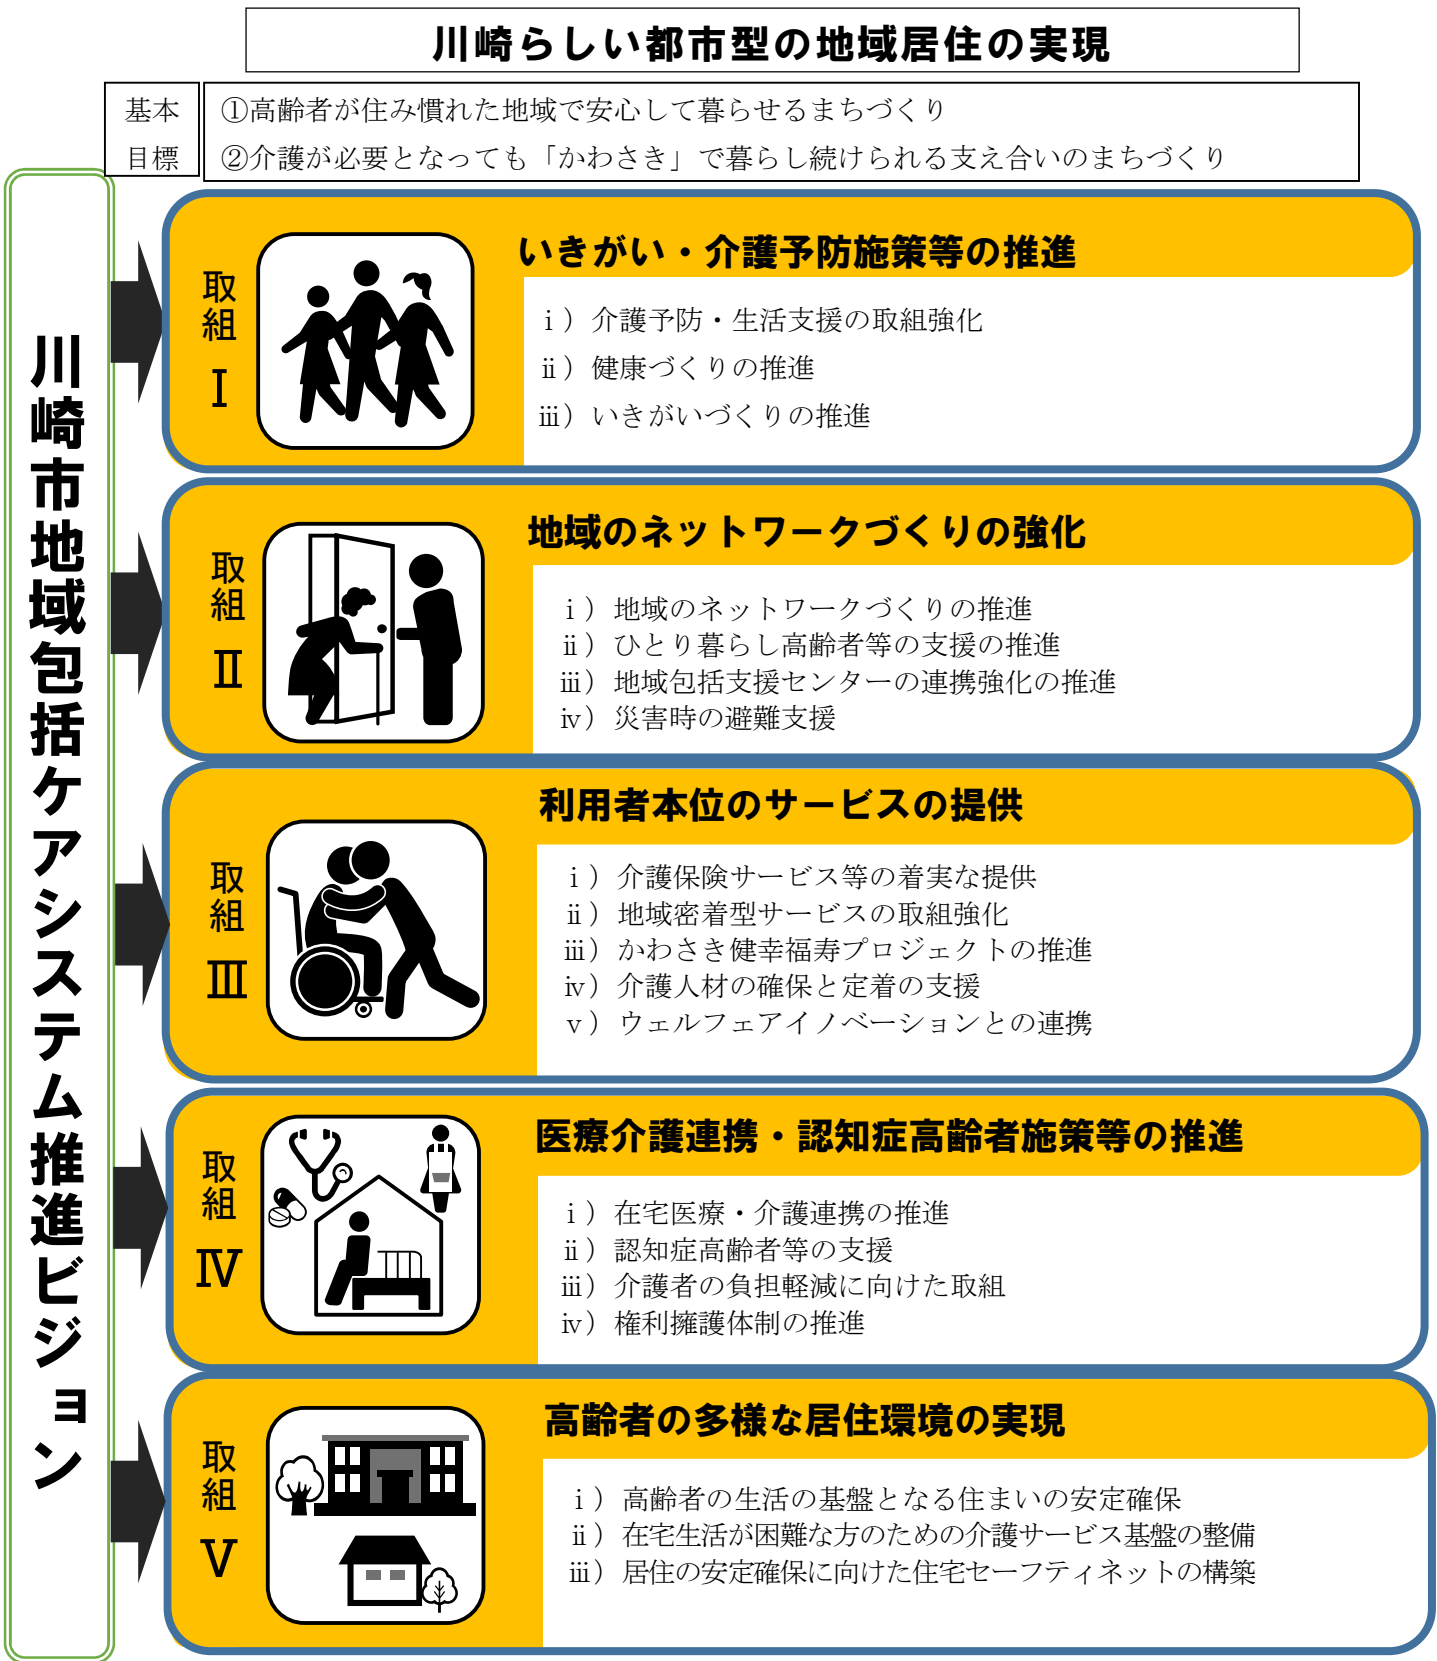 川崎らしい都市型の地域居住の実現
基本
目標
①高齢者が住み慣れた地域で安心して暮らせるまちづくり
②介護が必要となっても「かわさき」で暮らし続けられる支え合いのまちづくり
川崎市地域包括ケアシステム推進ビジョン
取組
Ⅰ
いきがい・介護予防施策等の推進
ⅰ）介護予防・生活支援の取組強化
ⅱ）健康づくりの推進
ⅲ）いきがいづくりの推進
取組
Ⅱ
地域のネットワークづくりの強化
ⅰ）地域のネットワークづくりの推進
ⅱ）ひとり暮らし高齢者等の支援の推進
ⅲ）地域包括支援センターの連携強化の推進
ⅳ）災害時の避難支援
取組
Ⅲ
利用者本位のサービスの提供
ⅰ）介護保険サービス等の着実な提供
ⅱ）地域密着型サービスの取組強化
ⅲ）かわさき健幸福寿プロジェクトの推進
ⅳ）介護人材の確保と定着の支援
ⅴ）ウェルフェアイノベーションとの連携
取組
Ⅳ
医療介護連携・認知症高齢者施策等の推進
ⅰ）在宅医療・介護連携の推進
ⅱ）認知症高齢者等の支援
ⅲ）介護者の負担軽減に向けた取組
ⅳ）権利擁護体制の推進
取組
Ⅴ
高齢者の多様な居住環境の実現
ⅰ）高齢者の生活の基盤となる住まいの安定確保
ⅱ）在宅生活が困難な方のための介護サービス基盤の整備
ⅲ）居住の安定確保に向けた住宅セーフティネットの構築